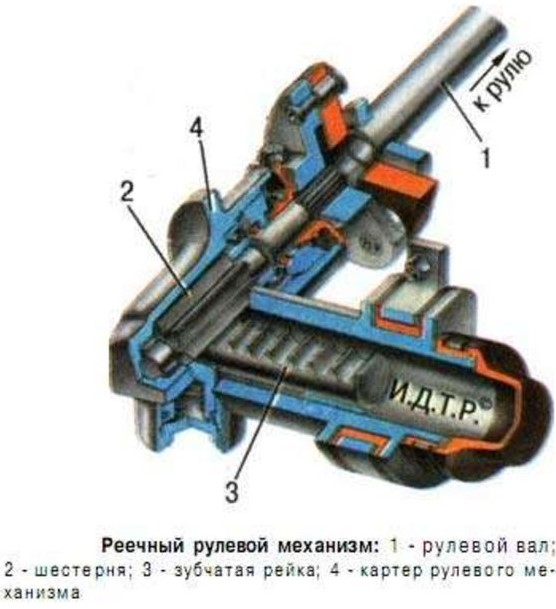 к рулю
1
4
2
И.Д.Т.Р.©
3
Реечный рулевой механизм: 1 - рулевой вал;
2 - шестерня; 3 - зубчатая рейка; 4 - картер рулевого ме-
ханизма